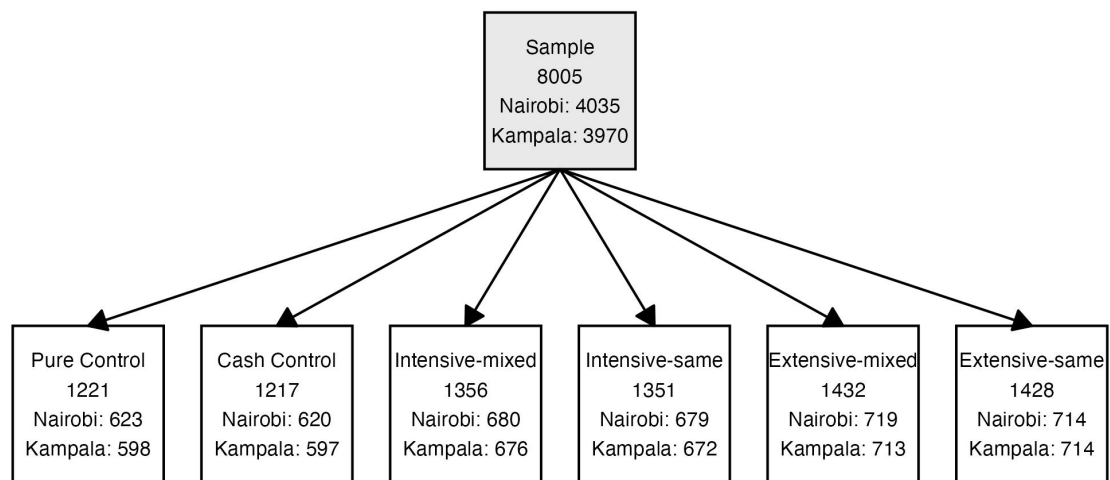 Sample
8005
Nairobi: 4035
Kampala: 3970
Pure Control
1221
Nairobi: 623
Kampala: 598
Cash Control
1217
Nairobi: 620
Kampala: 597
Intensive-mixed
1356
Nairobi: 680
Kampala: 676
Intensive-same
1351
Nairobi: 679
Kampala: 672
Extensive-mixed
1432
Nairobi: 719
Kampala: 713
Extensive-same
1428
Nairobi: 714
Kampala: 714